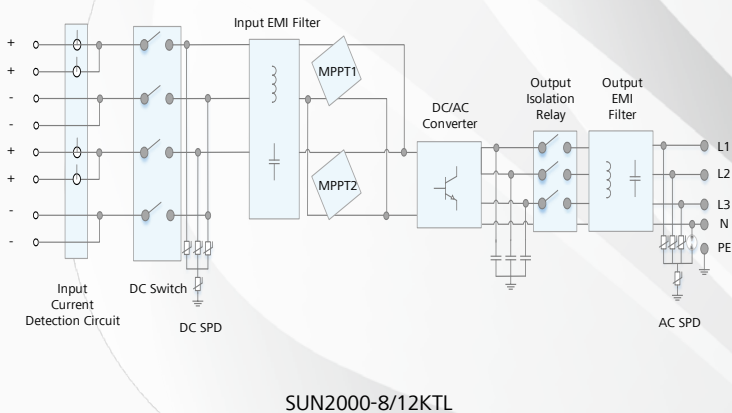 Input EMI Filter
+
+
-
-
+
+
-
-
MPPT1
MPPT2
DC/AC
Converter
Output
Isolation
Relay
Output
EMI
Filter
L1
L2
L3
N
PE
Input
Current
Detection Circuit
DC Switch
DC SPD
AC SPD
SUN2000-8/12KTL